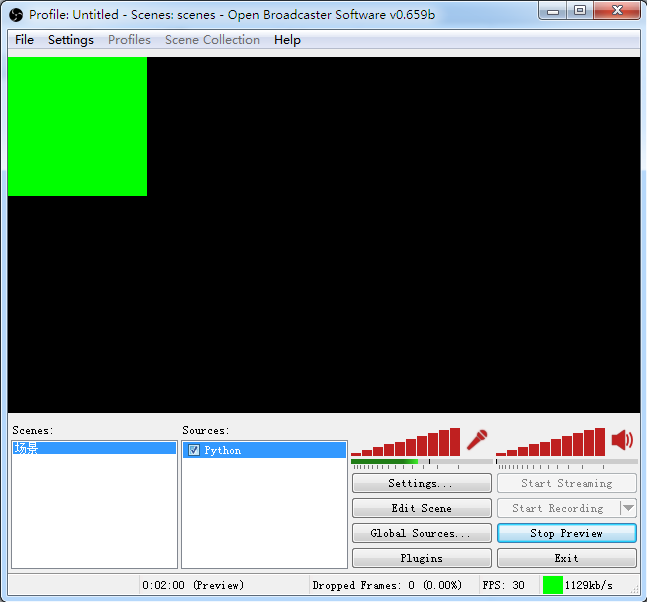 Profile: Untitled - Scenes: scenes - Open Broadcaster Software v0.659b
File Settings Profiles Scene Collection Help
Scenes:
场景
Sources:
Python
Settings...
Start Streaming
Edit Scene
Start Recording
Global Sources...
Stop Preview
Plugins
Exit
0:02:00 (Preview)
Dropped Frames: 0 (0.00%)
FPS: 30
1129kb/s